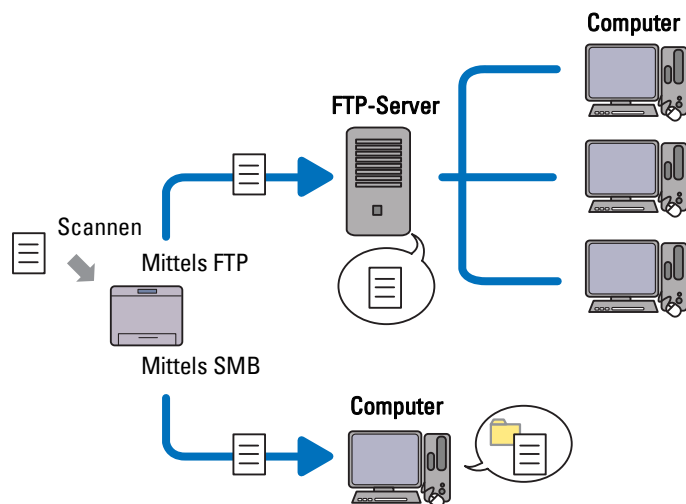 Computer
FTP-Server
Scannen
Mittels FTP
Mittels SMB
Computer